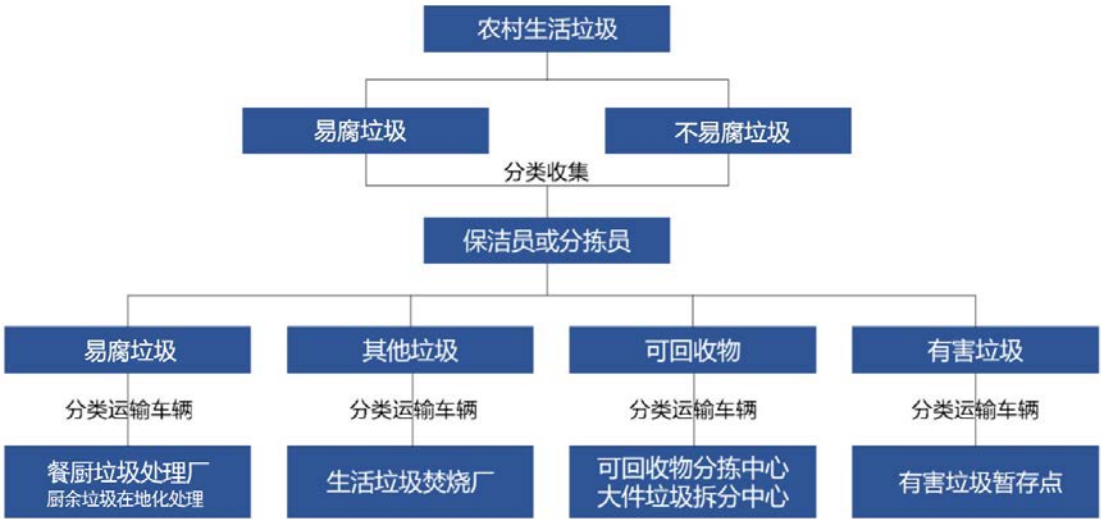 农村生活垃圾
易腐垃圾
不易腐垃圾
分类收集
保洁员或分拣员
易腐垃圾
其他垃圾
可回收物
有害垃圾
分类运输车辆
分类运输车辆
分类运输车辆
分类运输车辆
餐厨垃圾处理厂
厨余垃圾在地化处理
生活垃圾焚烧厂
可回收物分拣中心
大件垃圾拆分中心
有害垃圾暂存点